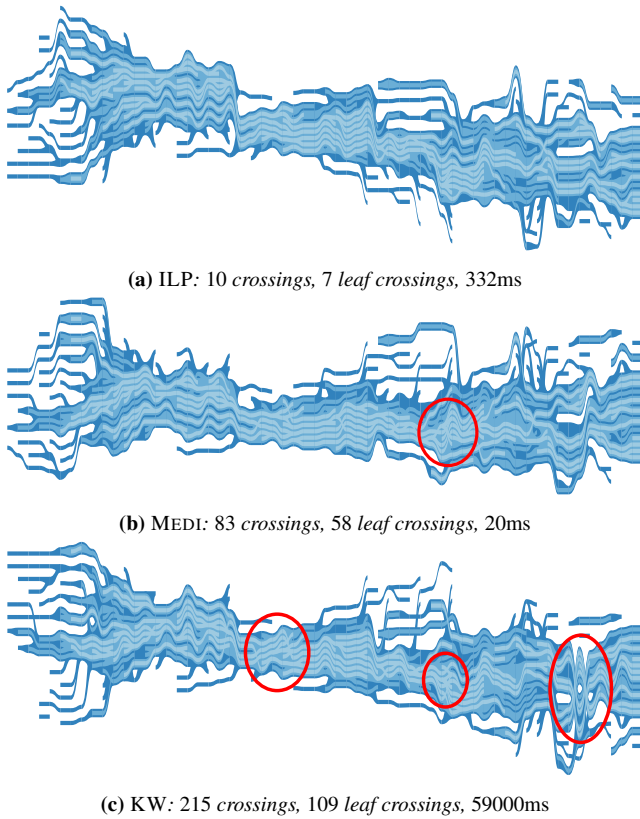 (a) ILP: 10 crossings, 7 leaf crossings, 332ms
(b) MEDI: 83 crossings, 58 leaf crossings, 20ms
(c) KW: 215 crossings, 109 leaf crossings, 59000ms